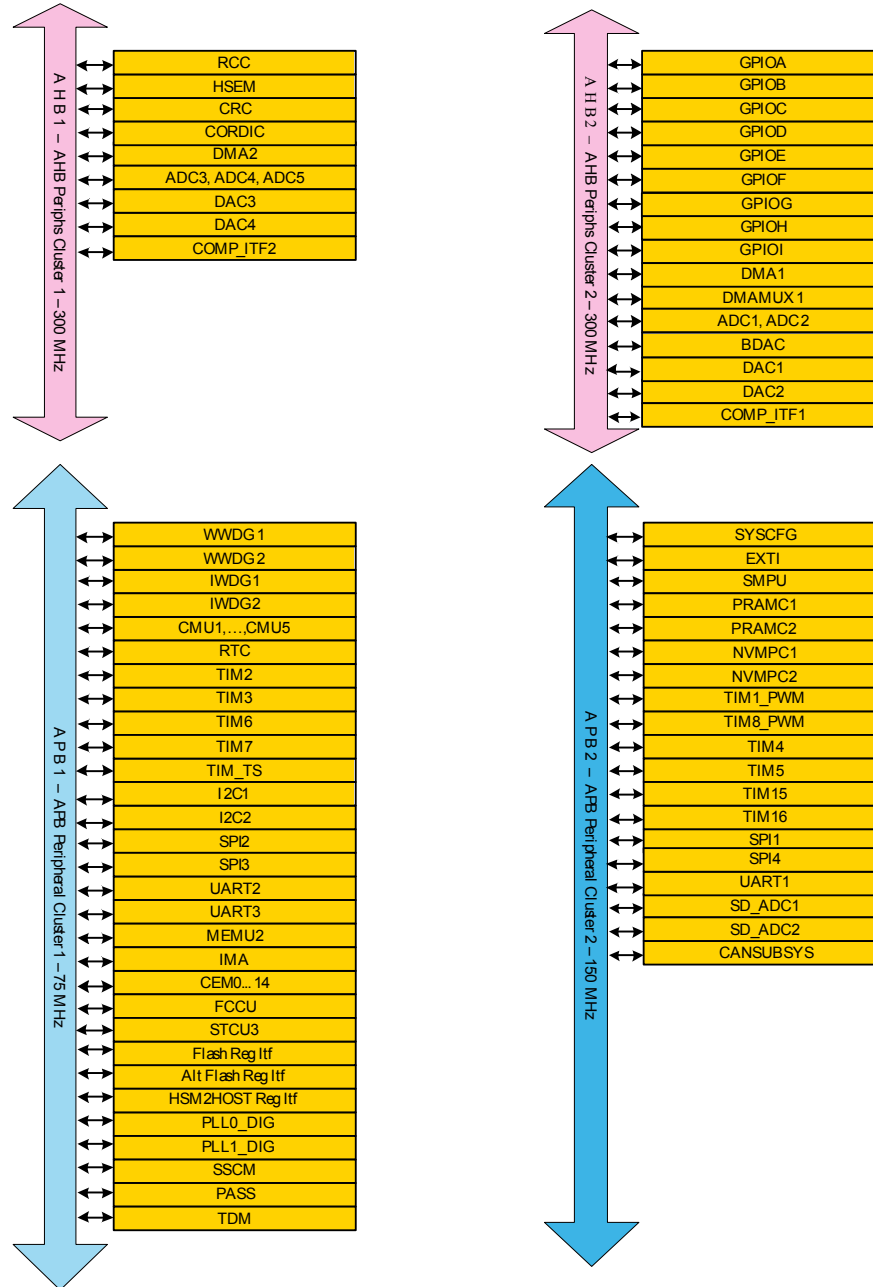 AHB1 – AHB Periphs Cluster 1 – 300 MHz
RCC
HSEM
CRC
CORDIC
DMA2
ADC3, ADC4, ADC5
DAC3
DAC4
COMP_ITF2
AHB2 – AHB Periphs Cluster 2 – 300 MHz
GPIOA
GPIOB
GPIOC
GPIOD
GPIOE
GPIOF
GPIOG
GPIOH
GPIOI
DMA1
DMAMUX1
ADC1, ADC2
BDAC
DAC1
DAC2
COMP_ITF1
APB1 – APB Peripheral Cluster 1 – 75 MHz
WWDG1
WWDG2
IWDG1
IWDG2
CMU1,...,CMU5
RTC
TIM2
TIM3
TIM6
TIM7
TIM_TS
I2C1
I2C2
SPI2
SPI3
UART2
UART3
MEMU2
IMA
CEM0...14
FCCU
STCU3
Flash Reg Itf
Alt Flash Reg Itf
HSM2HOST Reg Itf
PLL0_DIG
PLL1_DIG
SSCM
PASS
TDM
APB2 – APB Peripheral Cluster 2 – 150 MHz
SYSCFG
EXTI
SMPU
PRAMC1
PRAMC2
NVMPC1
NVMPC2
TIM1_PWM
TIM8_PWM
TIM4
TIM5
TIM15
TIM16
SPI1
SPI4
UART1
SD_ADC1
SD_ADC2
CANSUBSYS